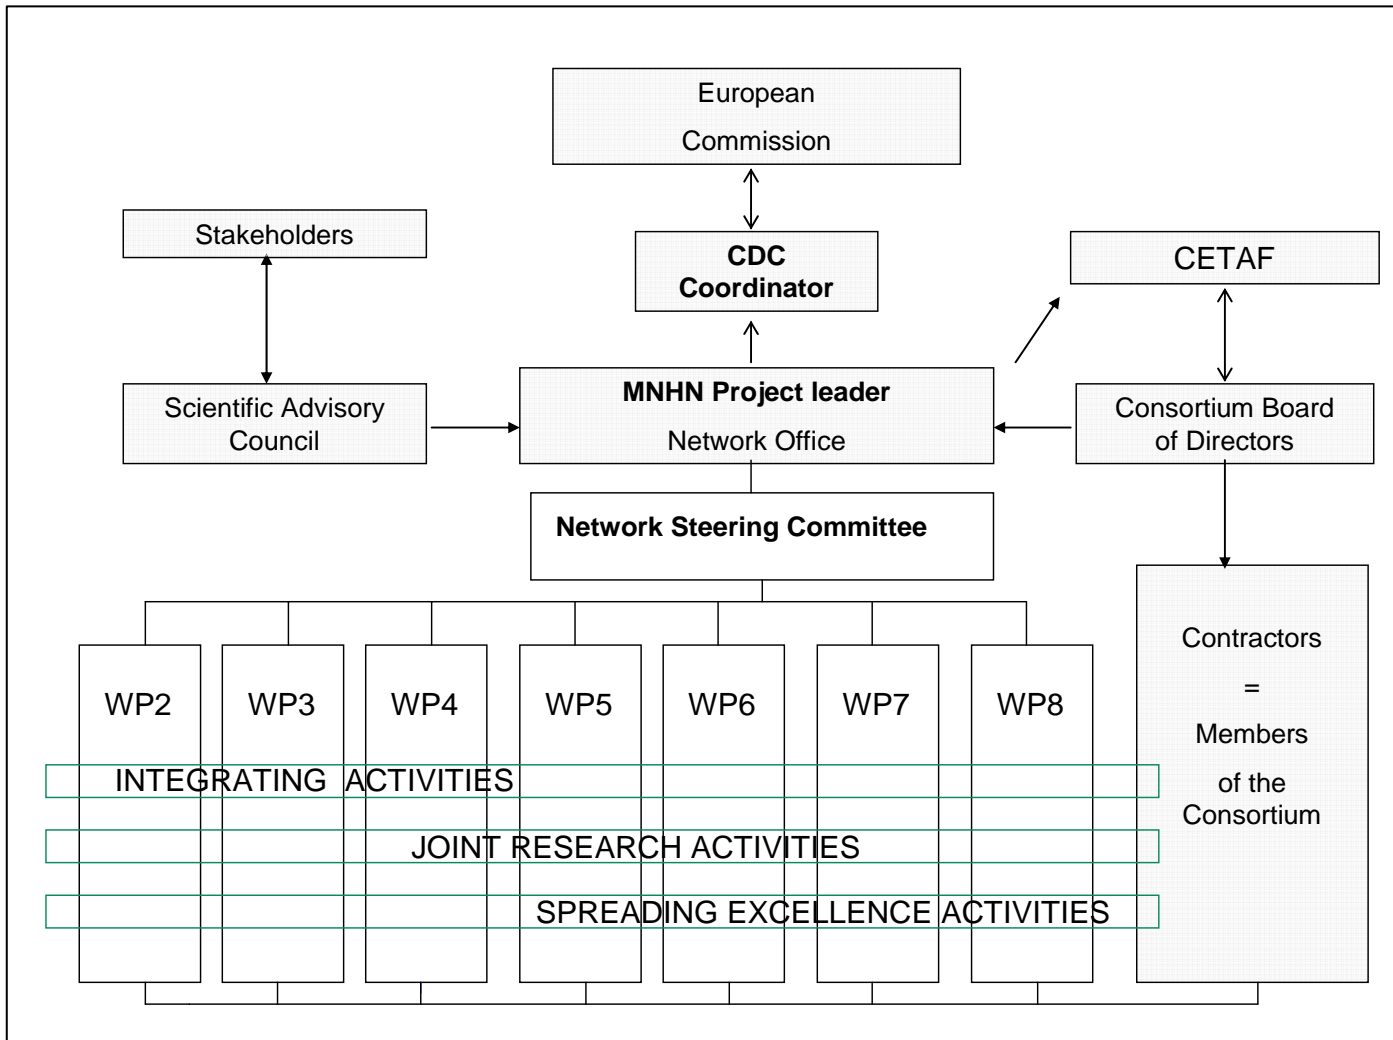 European
Commission
Stakeholders
CDC
Coordinator
CETAF
Scientific Advisory
Council
MNHN Project leader
Network Office
Consortium Board
of Directors
Network Steering Committee
WP2
WP3
WP4
WP5
WP6
WP7
WP8
Contractors
=
Members
of the
Consortium
INTEGRATING ACTIVITIES
JOINT RESEARCH ACTIVITIES
SPREADING EXCELLENCE ACTIVITIES